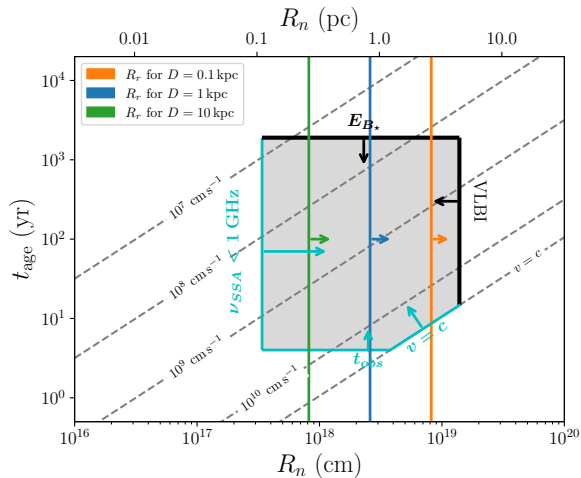 R_n (pc)
0.01 0.1 1.0 10.0
t_age (yr)
10^4
10^3
10^2
10^1
10^0
R_r for D = 0.1 kpc
R_r for D = 1 kpc
R_r for D = 10 kpc
E_{B_⋆}
VLBI
ν_SSA < 1 GHz
t_obs
v = c
v = c
10^7 cm s^−1
10^8 cm s^−1
10^9 cm s^−1
10^10 cm s^−1
10^16 10^17 10^18 10^19 10^20
R_n (cm)